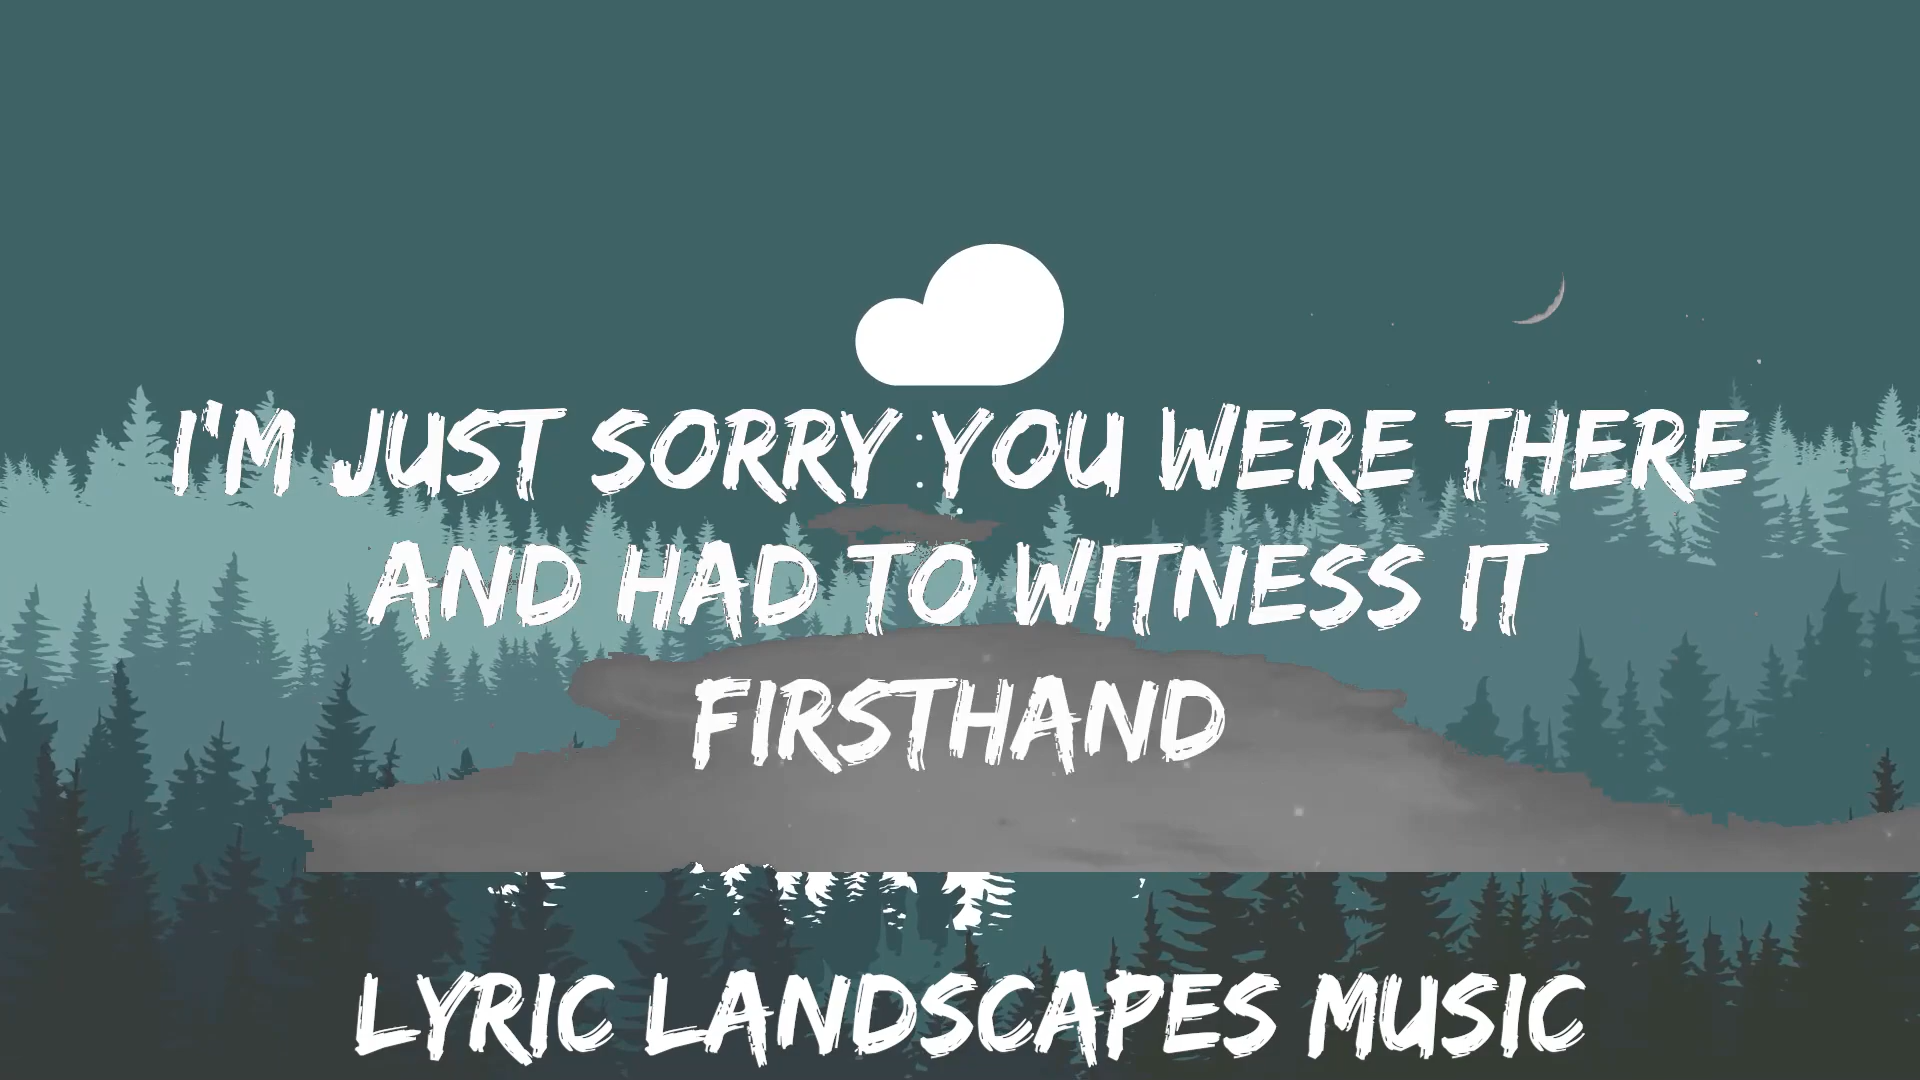 I'M JUST SORRY YOU WERE THERE
AND HAD TO WITNESS IT
FIRSTHAND
LYRIC LANDSCAPES MUSIC